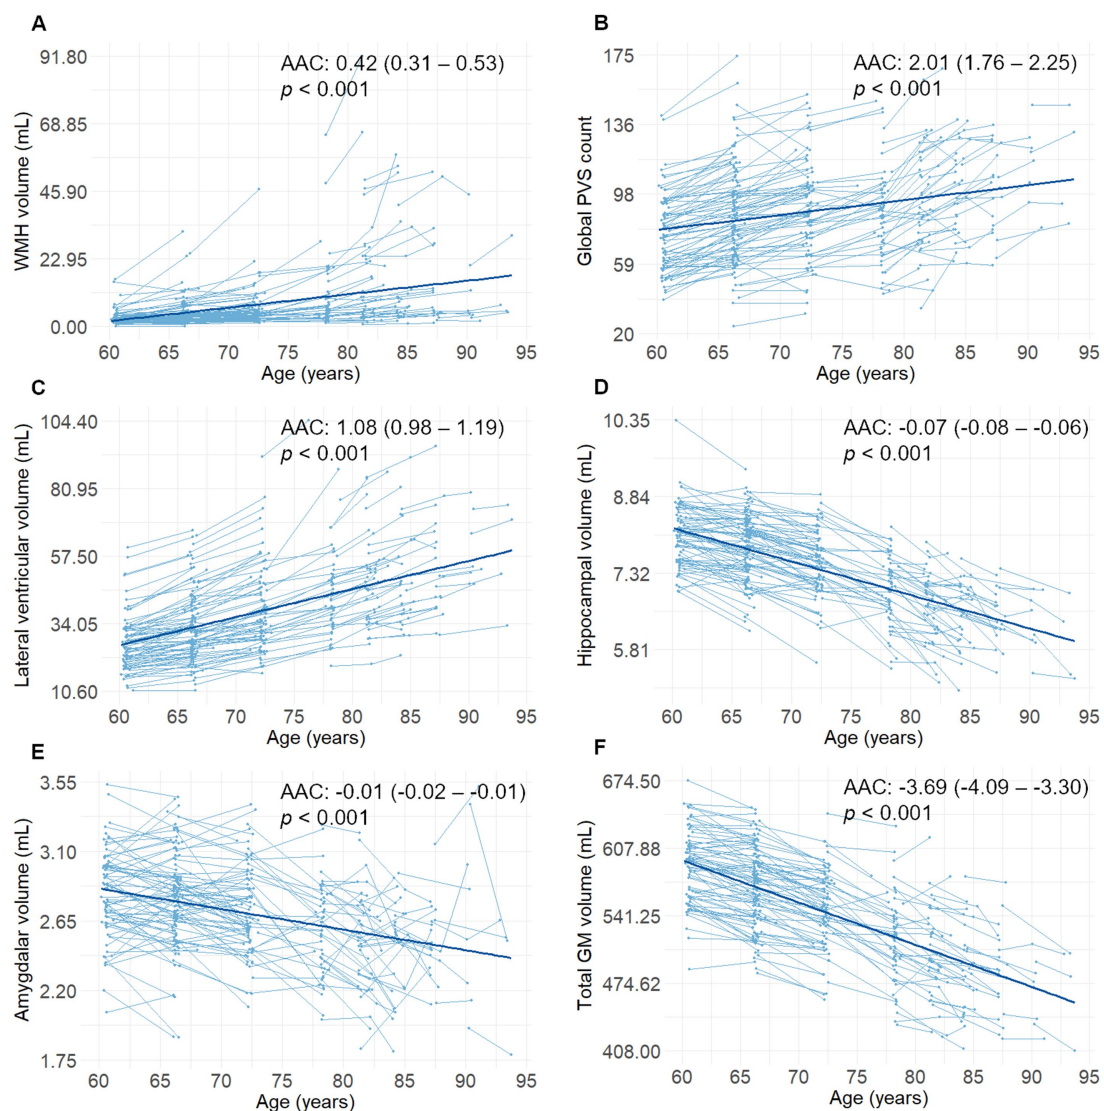 A
AAC: 0.42 (0.31 – 0.53)
p < 0.001
WMH volume (mL)
91.80
68.85
45.90
22.95
0.00
60 65 70 75 80 85 90 95
Age (years)
B
AAC: 2.01 (1.76 – 2.25)
p < 0.001
Global PVS count
175
136
98
59
20
60 65 70 75 80 85 90 95
Age (years)
C
AAC: 1.08 (0.98 – 1.19)
p < 0.001
Lateral ventricular volume (mL)
104.40
80.95
57.50
34.05
10.60
60 65 70 75 80 85 90 95
Age (years)
D
AAC: -0.07 (-0.08 – -0.06)
p < 0.001
Hippocampal volume (mL)
10.35
8.84
7.32
5.81
60 65 70 75 80 85 90 95
Age (years)
E
AAC: -0.01 (-0.02 – -0.01)
p < 0.001
Amygdalar volume (mL)
3.55
3.10
2.65
2.20
1.75
60 65 70 75 80 85 90 95
Age (years)
F
AAC: -3.69 (-4.09 – -3.30)
p < 0.001
Total GM volume (mL)
674.50
607.88
541.25
474.62
408.00
60 65 70 75 80 85 90 95
Age (years)